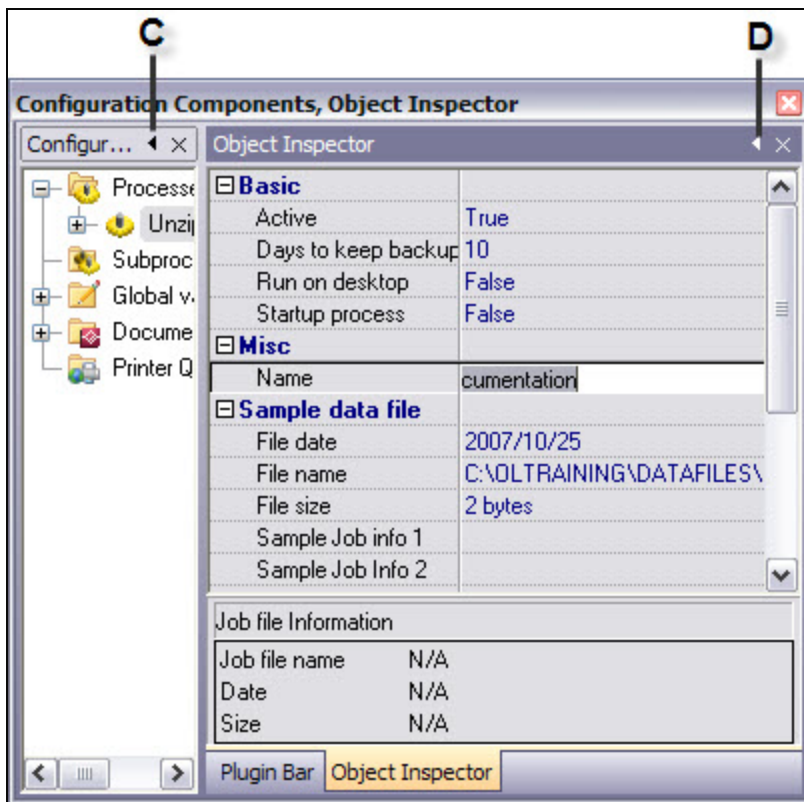 C D
Configuration Components, Object Inspector
Configur...
Object Inspector
Processe
Unzip
Subproc
Global va
Docume
Printer Q
Basic
Active True
Days to keep backup 10
Run on desktop False
Startup process False
Misc
Name cumentation
Sample data file
File date 2007/10/25
File name C:\OLTRAINING\DATAFILES\
File size 2 bytes
Sample Job info 1
Sample Job Info 2
Job file Information
Job file name N/A
Date N/A
Size N/A
Plugin Bar Object Inspector